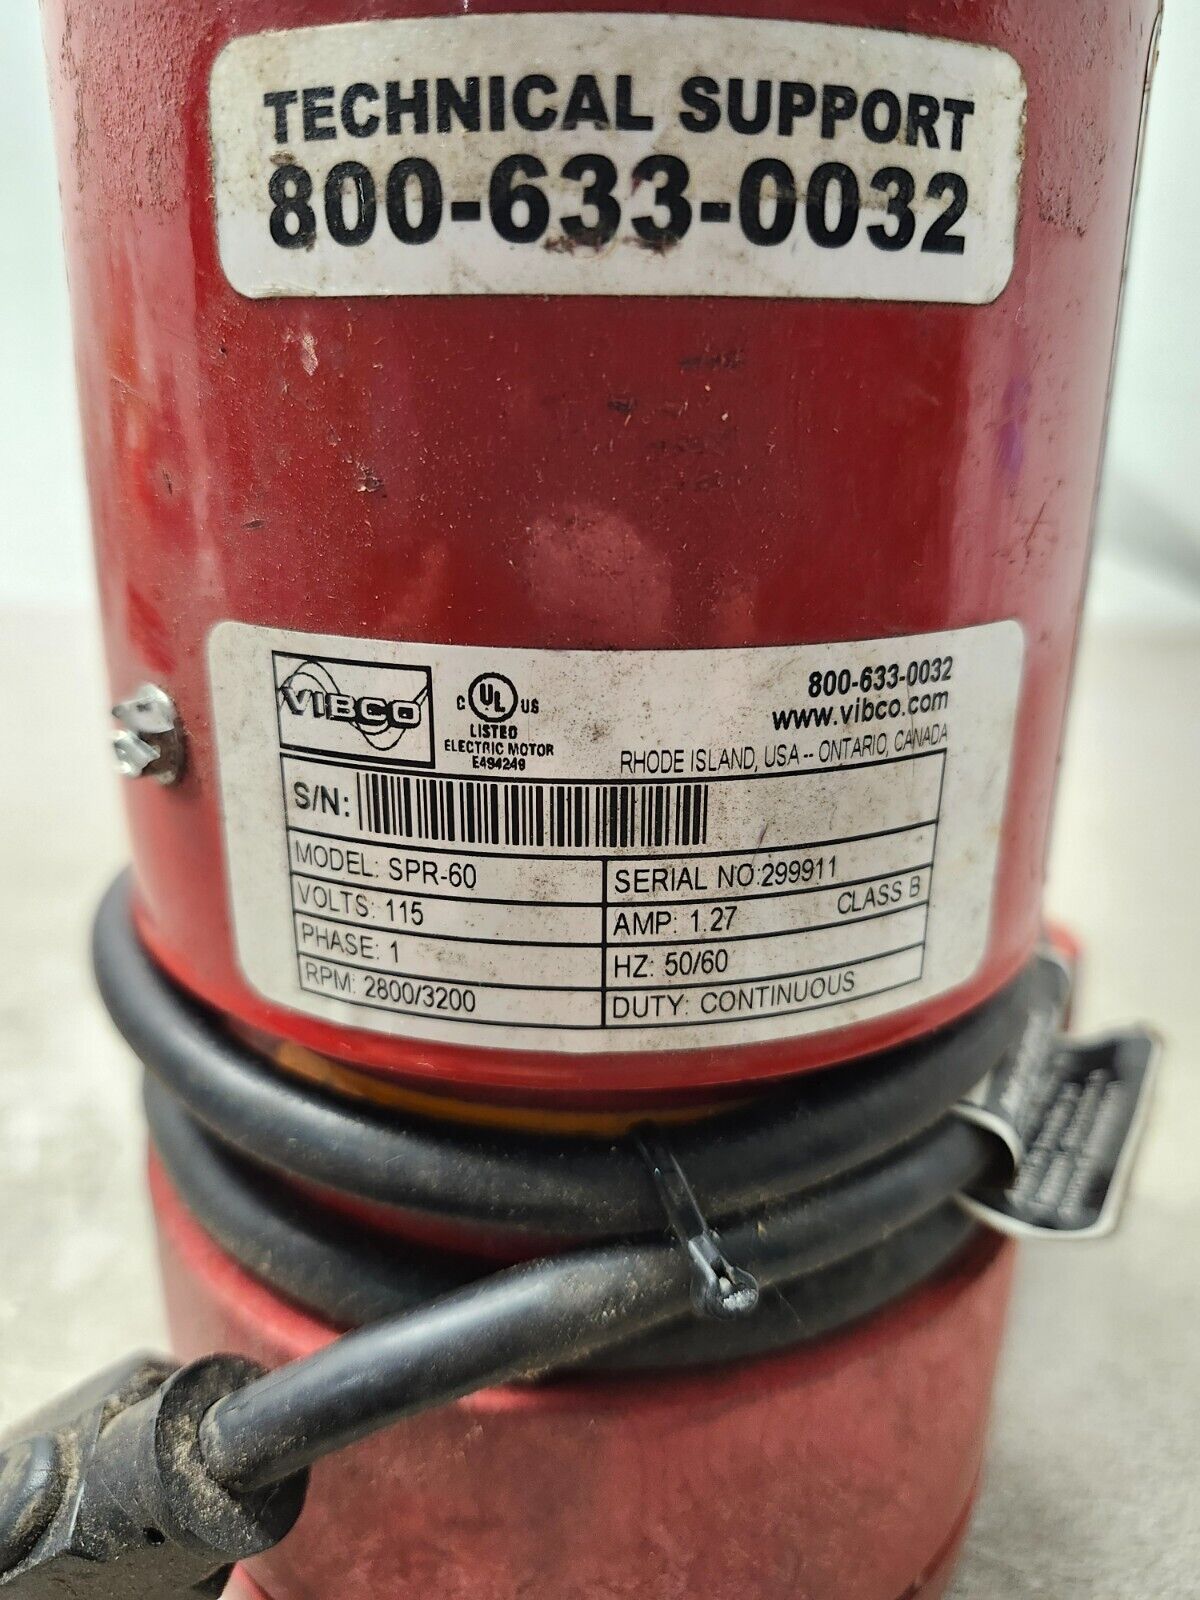 TECHNICAL SUPPORT
800-633-0032
VIBCO
C UL US
LISTED
ELECTRIC MOTOR
E494249
800-633-0032
www.vibco.com
RHODE ISLAND, USA -- ONTARIO, CANADA
S/N:
MODEL: SPR-60 SERIAL NO:299911
VOLTS: 115 AMP: 1.27 CLASS B
PHASE: 1 HZ: 50/60
RPM: 2800/3200 DUTY: CONTINUOUS